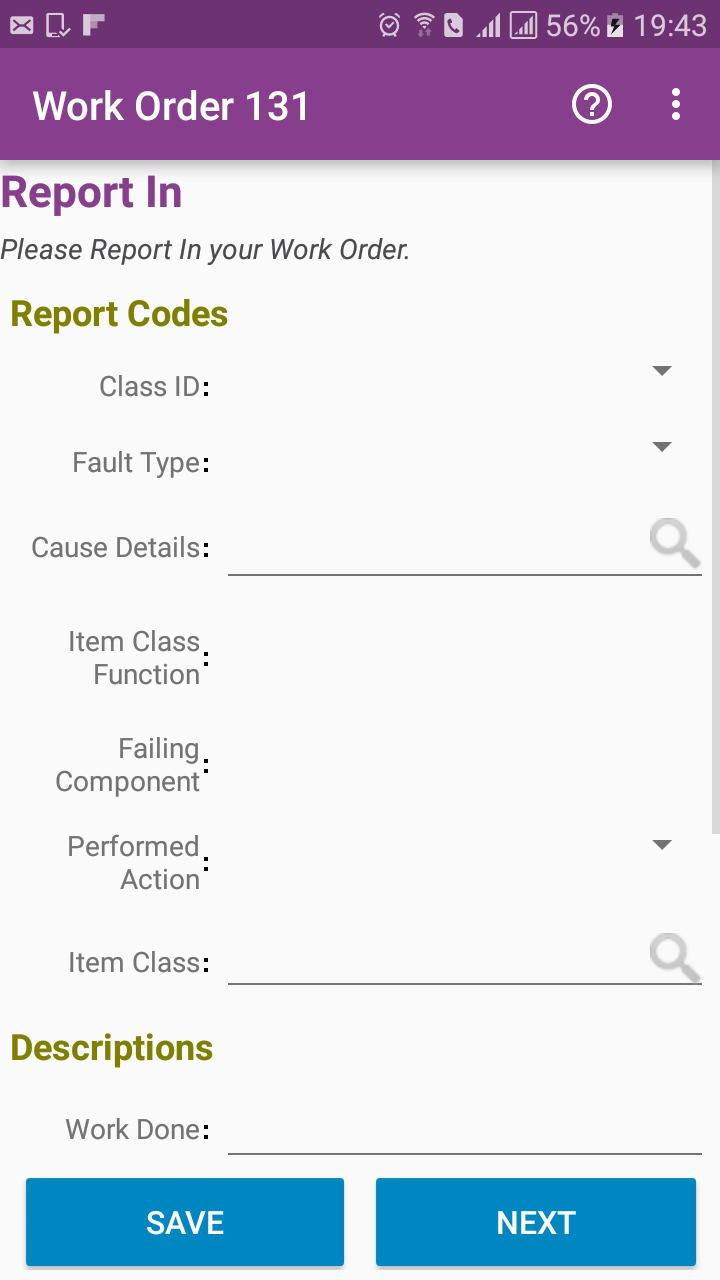 56% 19:43
Work Order 131
Report In
Please Report In your Work Order.
Report Codes
Class ID:
Fault Type:
Cause Details:
Item Class
Function:
Failing
Component:
Performed
Action:
Item Class:
Descriptions
Work Done:
SAVE NEXT